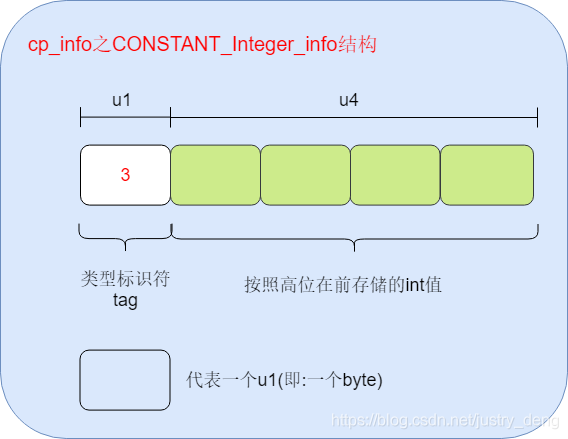 cp_info之CONSTANT_Integer_info结构
u1
u4
3
类型标识符
tag
按照高位在前存储的int值
代表一个u1(即:一个byte)
https://blog.csdn.net/justry_deng